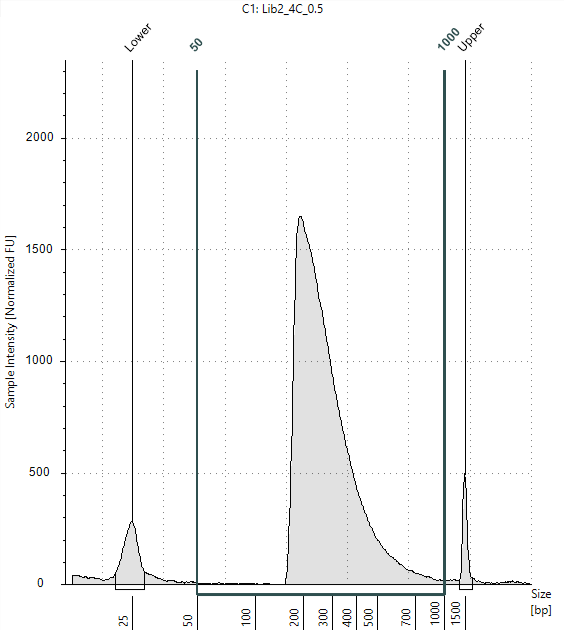 C1: Lib2_4C_0.5
Lower
50
1000
Upper
Sample Intensity [Normalized FU]
2000
1500
1000
500
0
25
50
100
200
300
400
500
700
1000
1500
Size
[bp]